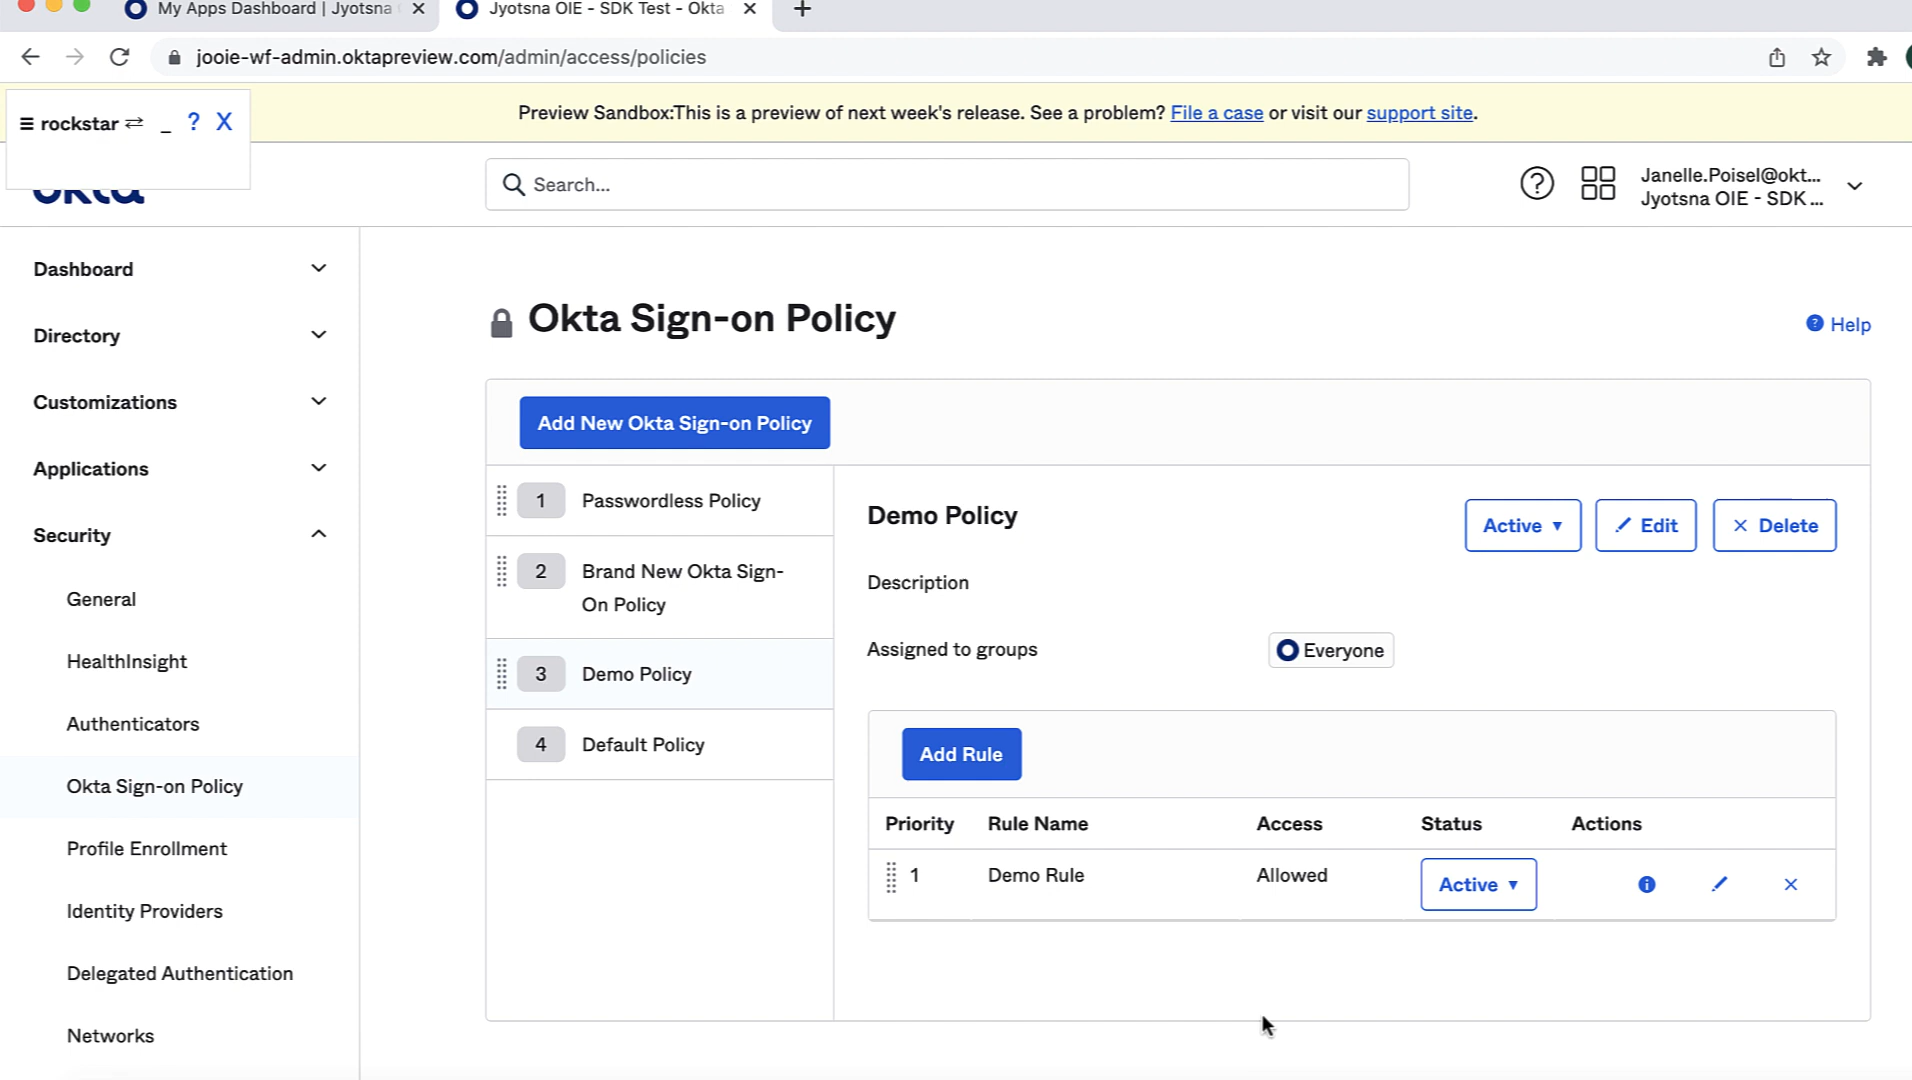 My Apps Dashboard | Jyotsna
Jyotsna OIE - SDK Test - Okta
jooie-wf-admin.oktapreview.com/admin/access/policies
rockstar ⇄ _ ? X
Preview Sandbox:This is a preview of next week's release. See a problem? File a case or visit our support site.
okta
Search...
Janelle.Poisel@okt...
Jyotsna OIE - SDK ...
Dashboard
Directory
Customizations
Applications
Security
General
HealthInsight
Authenticators
Okta Sign-on Policy
Profile Enrollment
Identity Providers
Delegated Authentication
Networks
Okta Sign-on Policy
Help
Add New Okta Sign-on Policy
1 Passwordless Policy
2 Brand New Okta Sign-
On Policy
3 Demo Policy
4 Default Policy
Demo Policy
Active ▼
Edit
Delete
Description
Assigned to groups
Everyone
Add Rule
Priority Rule Name Access Status Actions
1 Demo Rule Allowed Active ▼